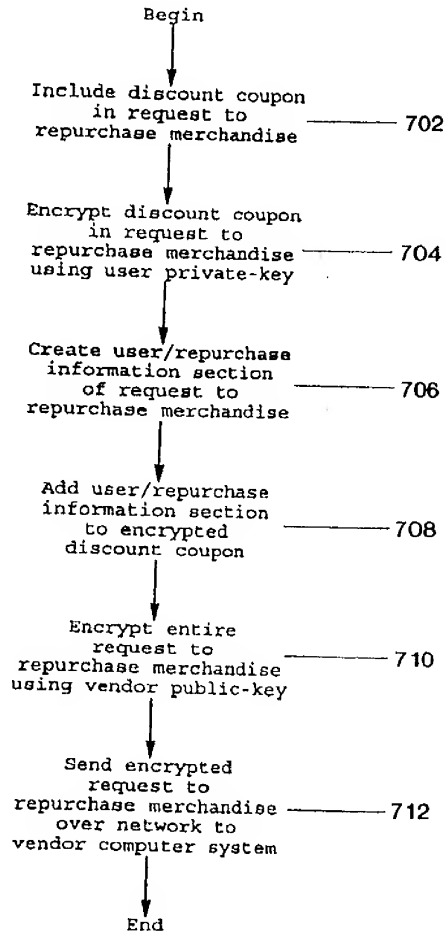 Begin
Include discount coupon
in request to
repurchase merchandise
702
Encrypt discount coupon
in request to
repurchase merchandise
using user private-key
704
Create user/repurchase
information section
of request to
repurchase merchandise
706
Add user/repurchase
information section
to encrypted
discount coupon
708
Encrypt entire
request to
repurchase merchandise
using vendor public-key
710
Send encrypted
request to
repurchase merchandise
over network to
vendor computer system
712
End